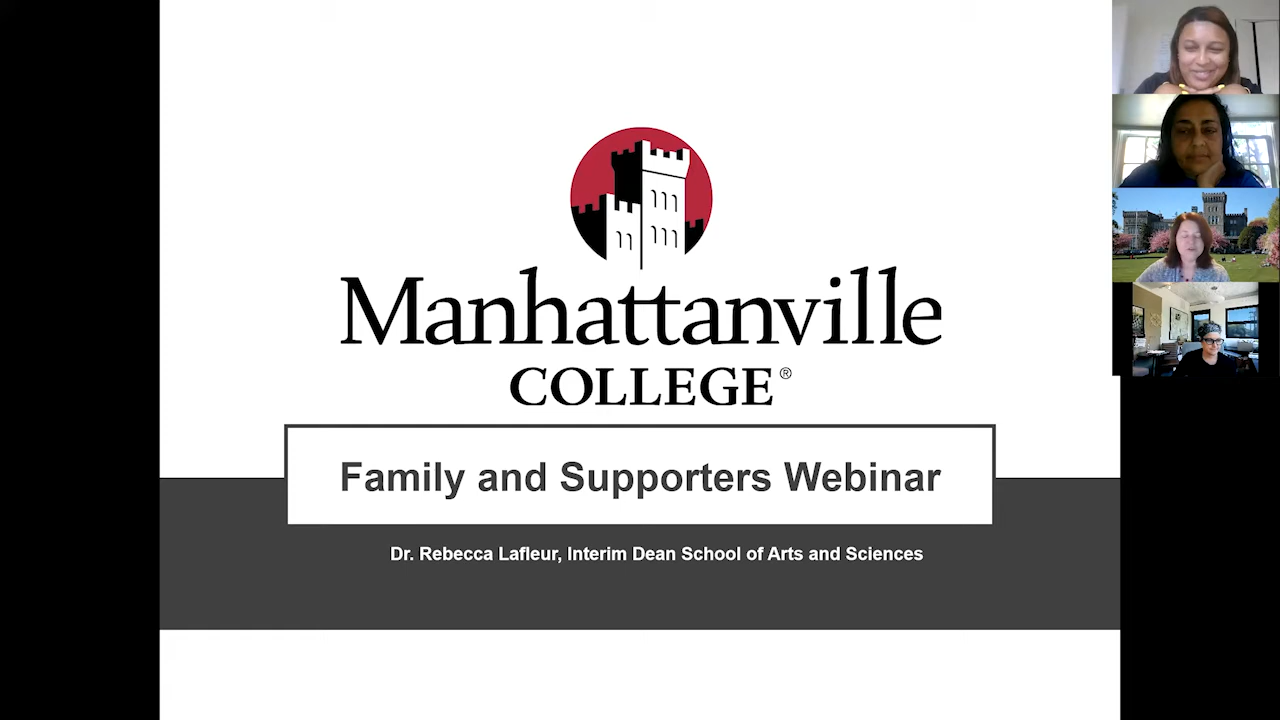 Manhattanville
COLLEGE®
Family and Supporters Webinar
Dr. Rebecca Lafleur, Interim Dean School of Arts and Sciences